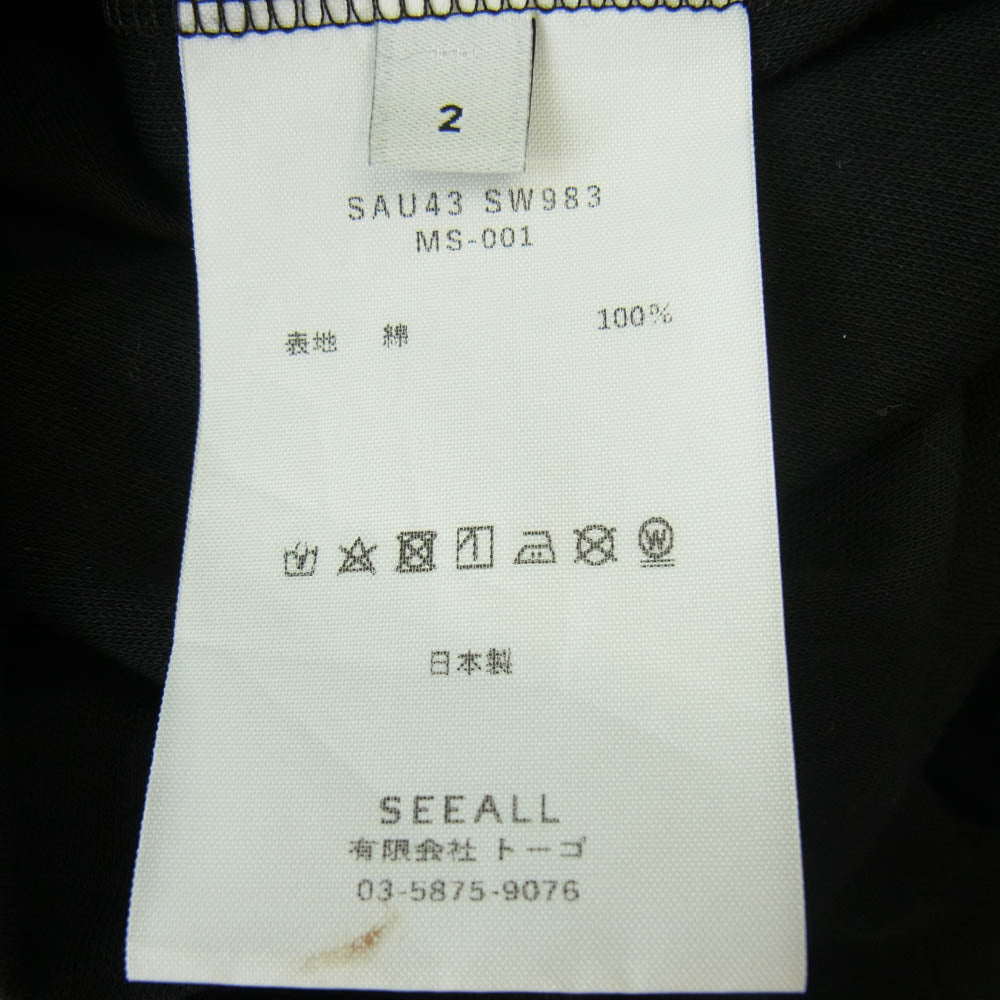 2
SAU43 SW983
MS-001
表地 綿 100%
W
日本製
SEEALL
有限会社 トーゴ
03-5875-9076